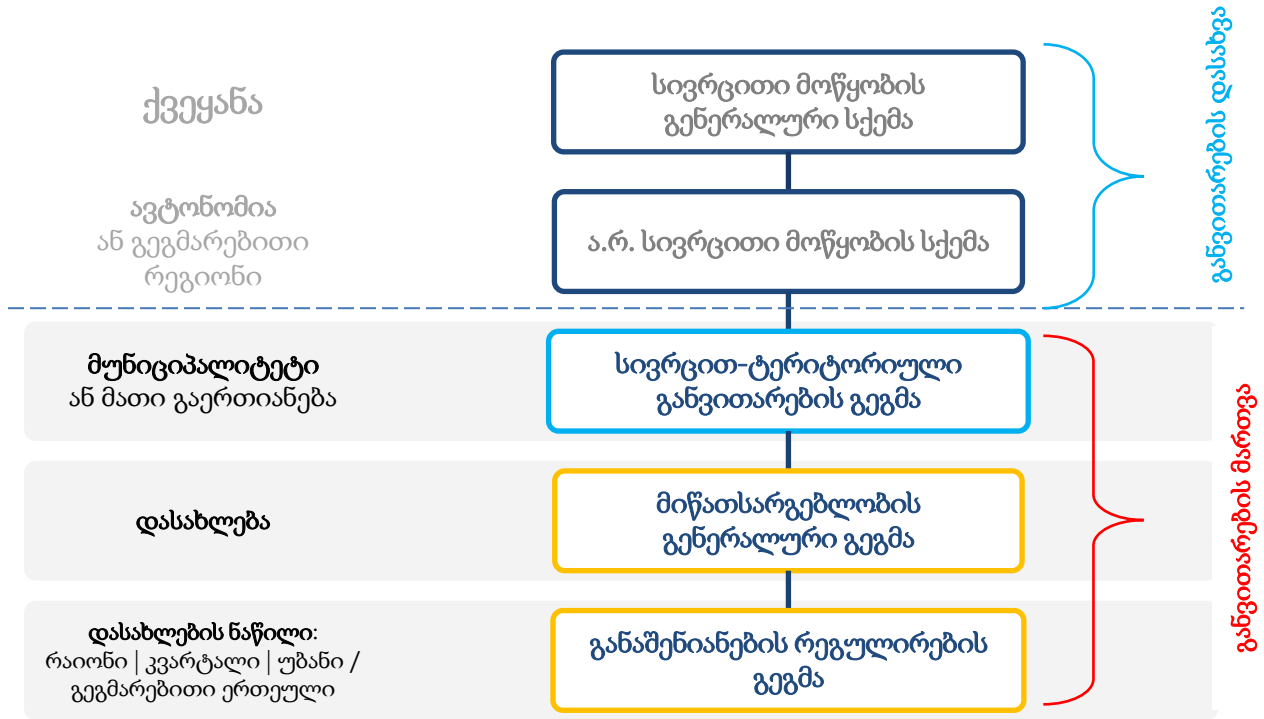 ქვეყანა
სივრცითი მოწყობის
გენერალური სქემა
განვითარების დასახვა
ავტონომია
ან გეგმარებითი
რეგიონი
ა.რ. სივრცითი მოწყობის სქემა
მუნიციპალიტეტი
ან მათი გაერთიანება
სივრცით-ტერიტორიული
განვითარების გეგმა
განვითარების მართვა
დასახლება
მიწათსარგებლობის
გენერალური გეგმა
დასახლების ნაწილი:
რაიონი | კვარტალი | უბანი /
გეგმარებითი ერთეული
განაშენიანების რეგულირების
გეგმა